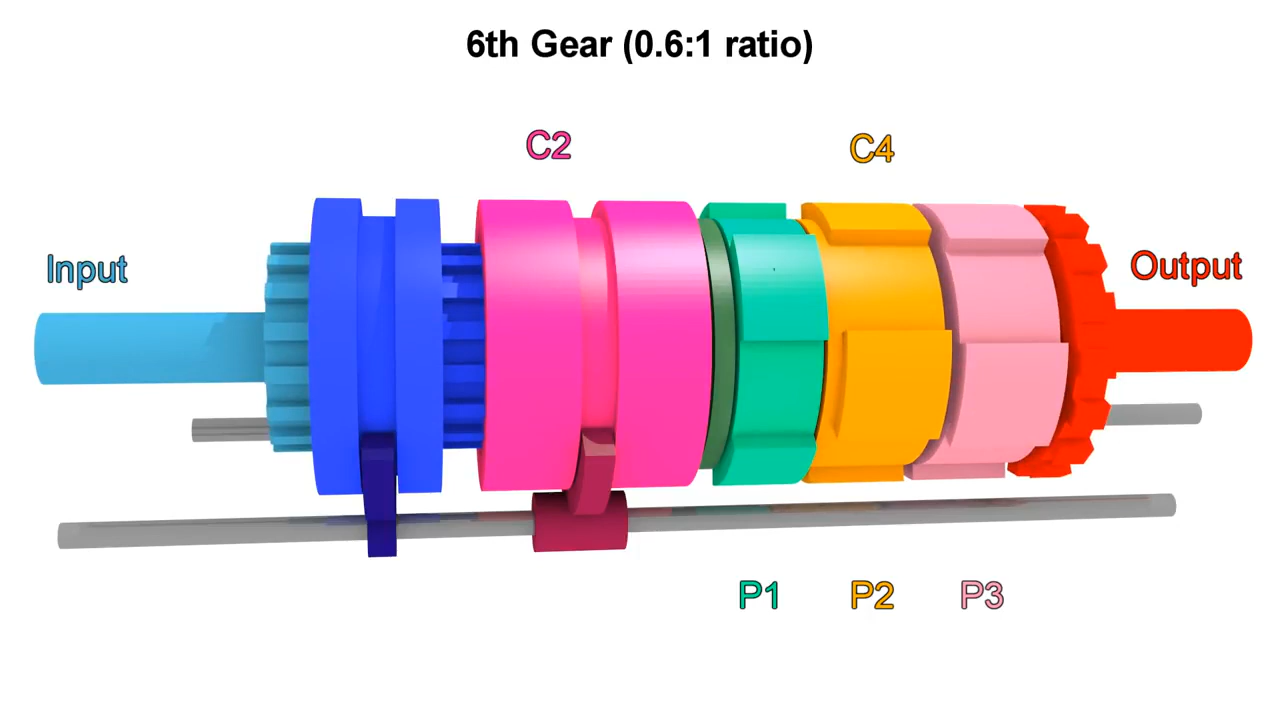 6th Gear (0.6:1 ratio)
C2
C4
Input
Output
P1
P2
P3